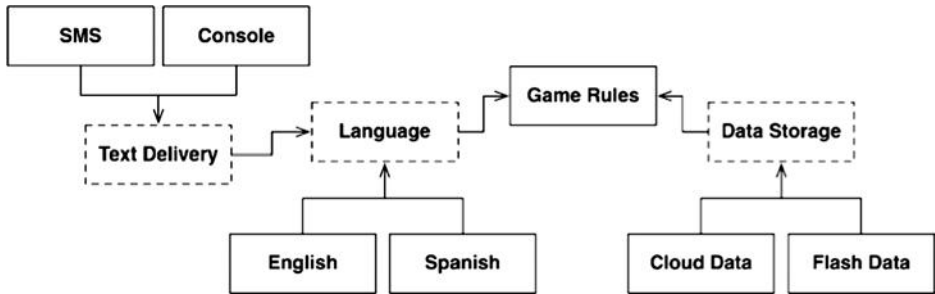 SMS
Console
Game Rules
Language
Data Storage
Text Delivery
English
Spanish
Cloud Data
Flash Data